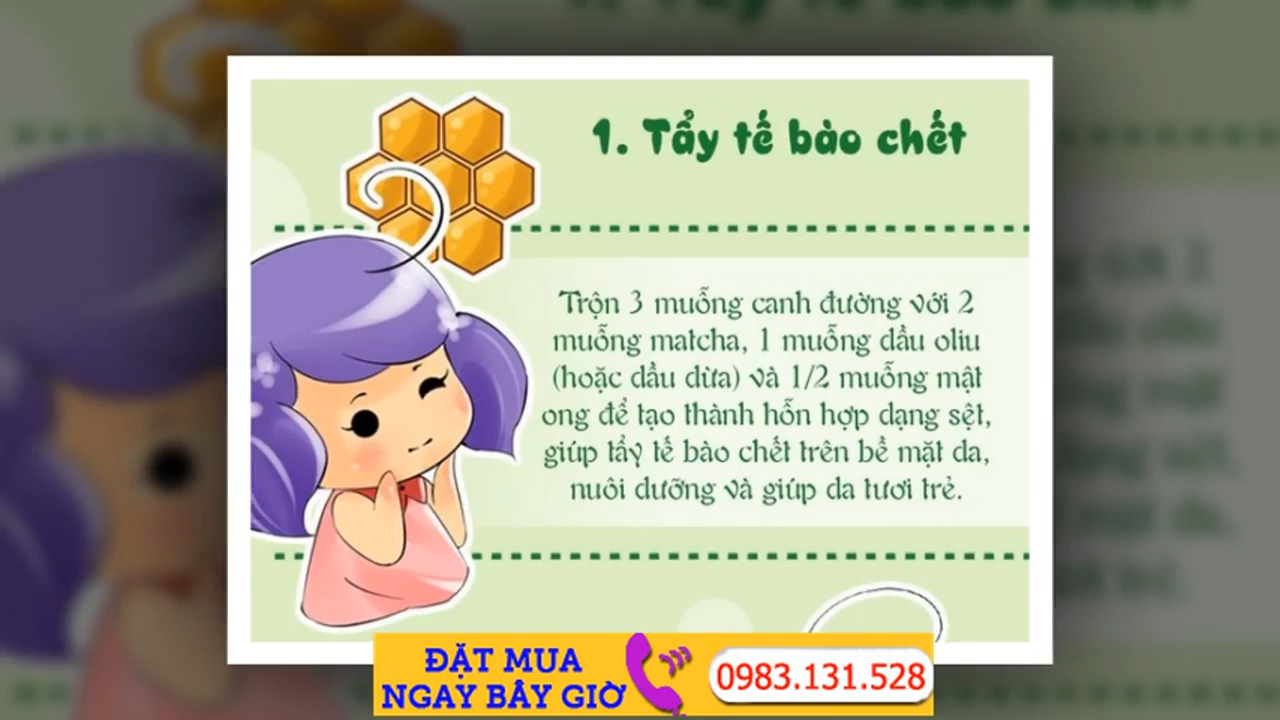 1. Tẩy tế bào chết
Trộn 3 muỗng canh đường với 2
muỗng matcha, 1 muỗng dầu oliu
(hoặc dầu dừa) và 1/2 muỗng mật
ong để tạo thành hỗn hợp dạng sệt,
giúp tẩy tế bào chết trên bề mặt da,
nuôi dưỡng và giúp da tươi trẻ.
ĐẶT MUA
NGAY BÂY GIỜ
0983.131.528